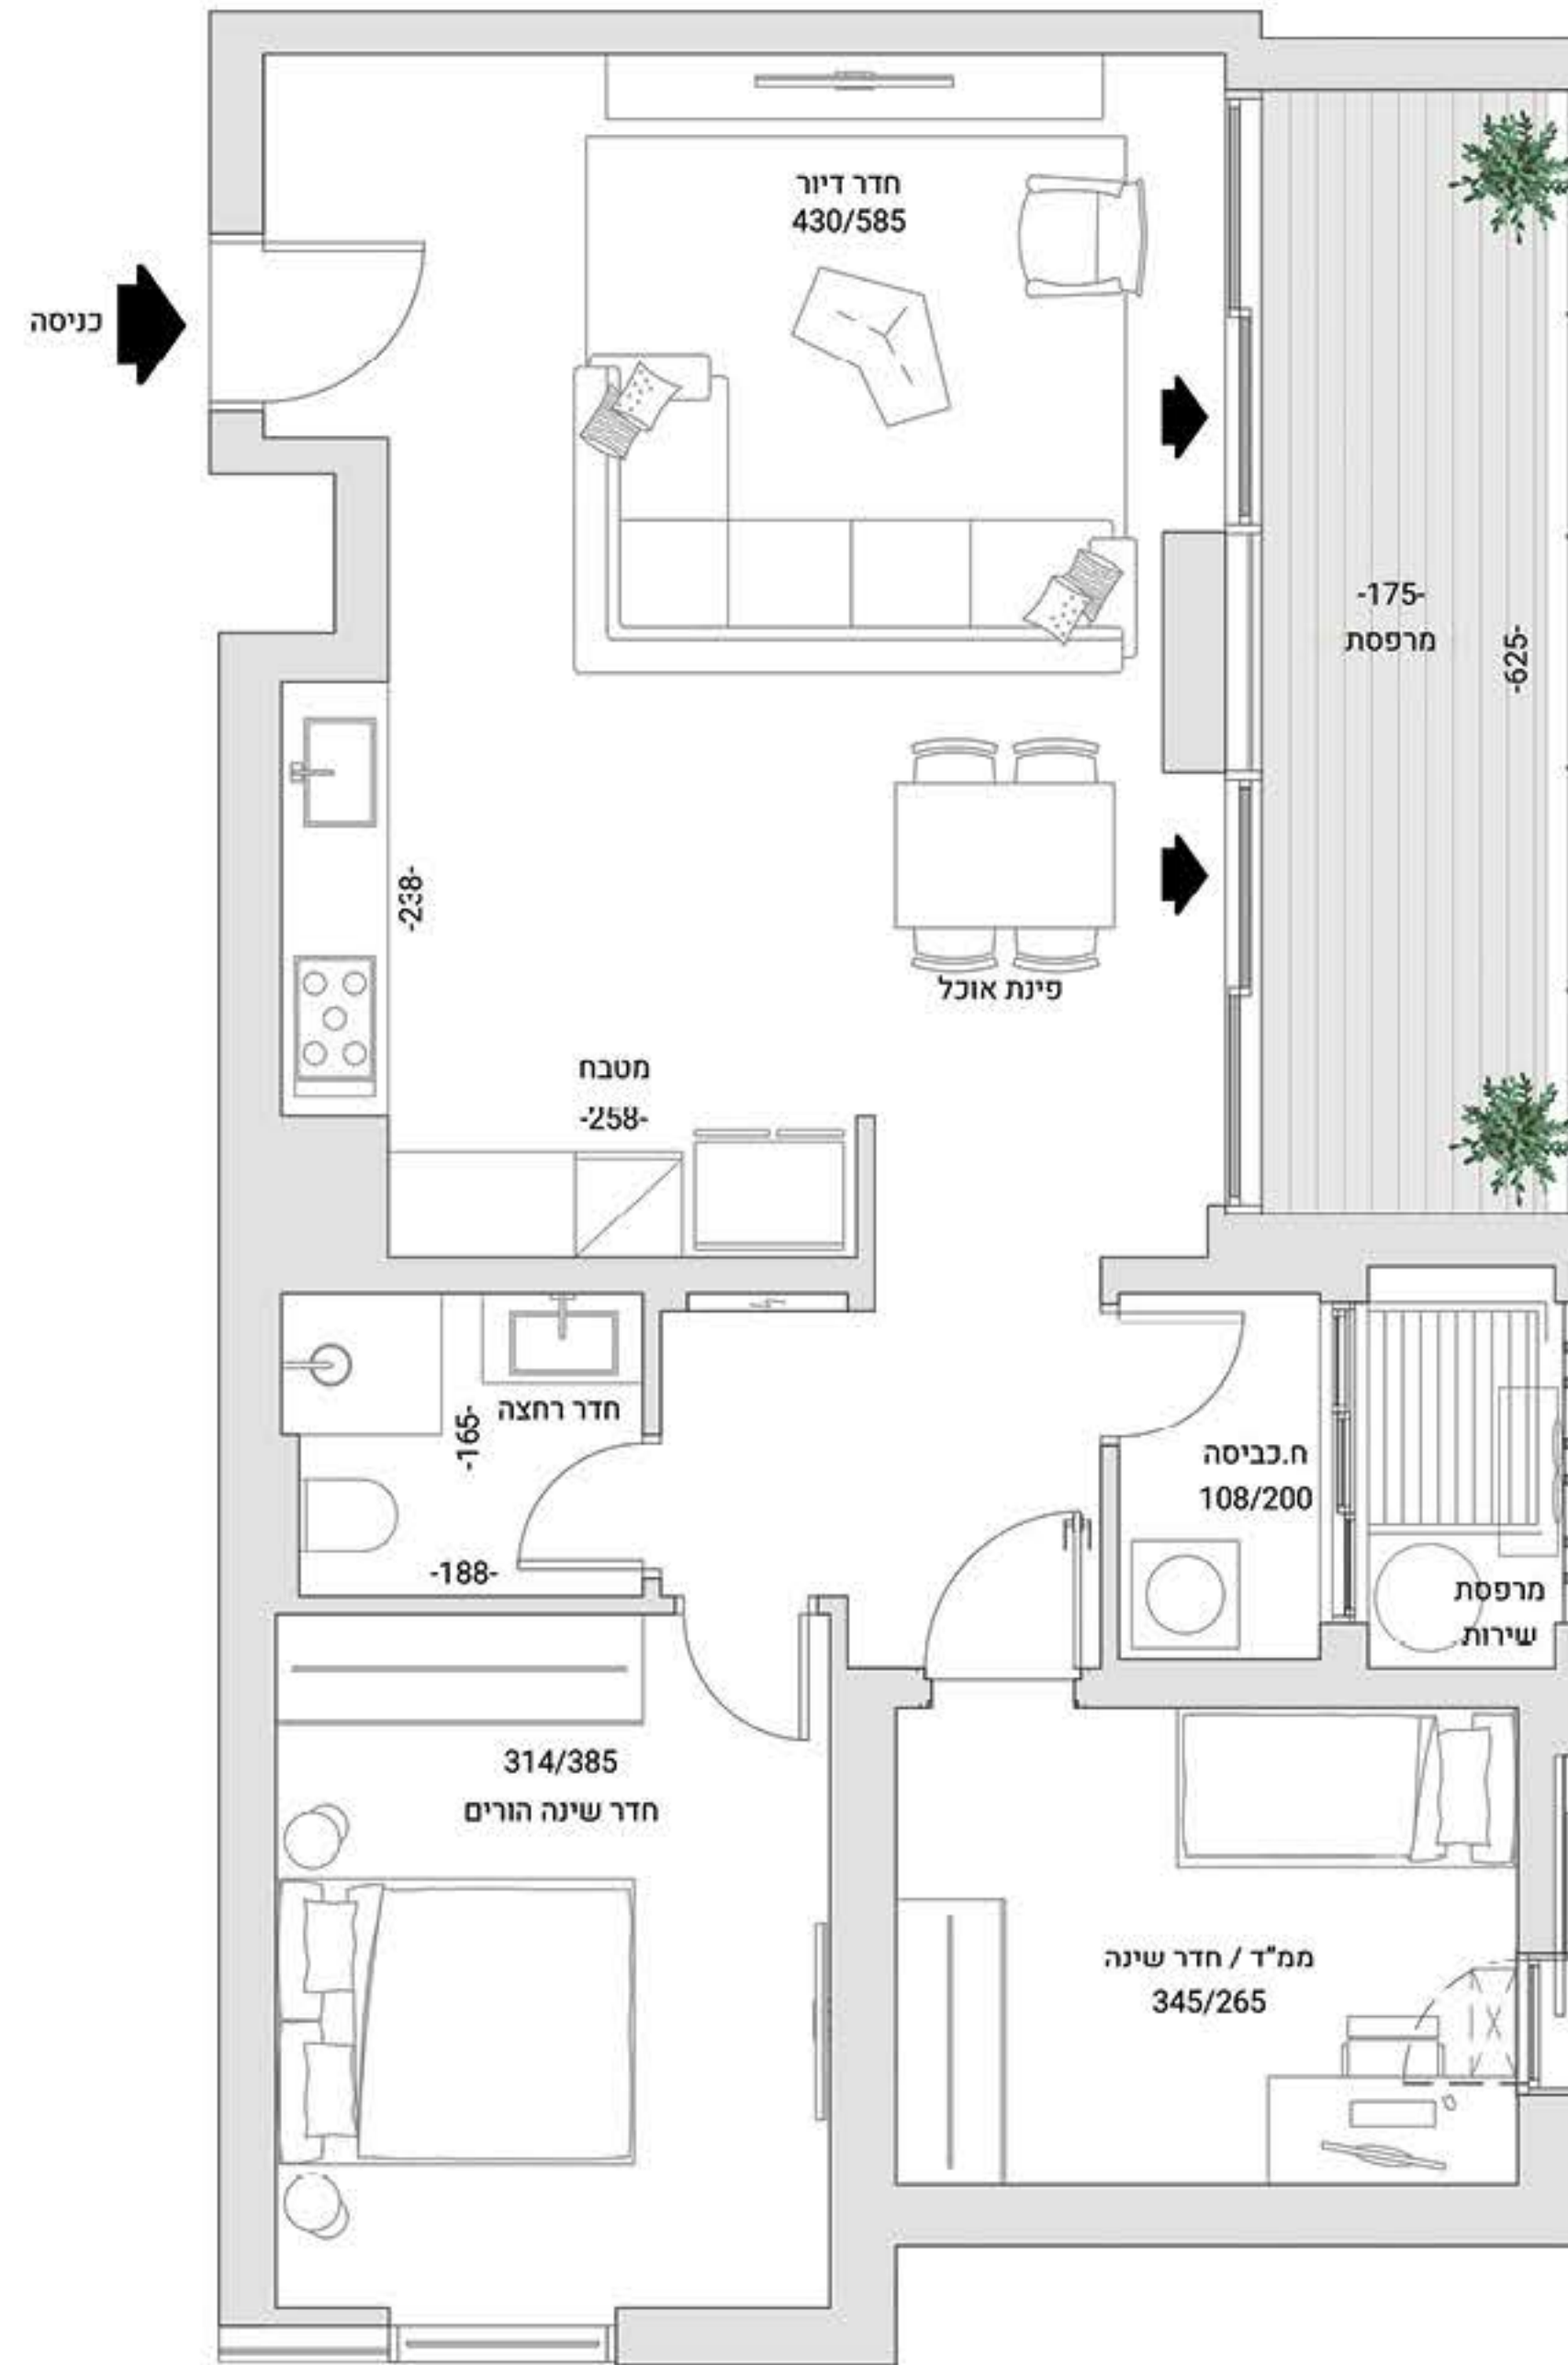 חדר דיור
430/585
כניסה
-175-
מרפסת
-625-
-238-
פינת אוכל
מטבח
-258-
חדר רחצה
-165-
-188-
ח.כביסה
108/200
מרפסת
שירות
314/385
חדר שינה הורים
ממ"ד / חדר שינה
345/265